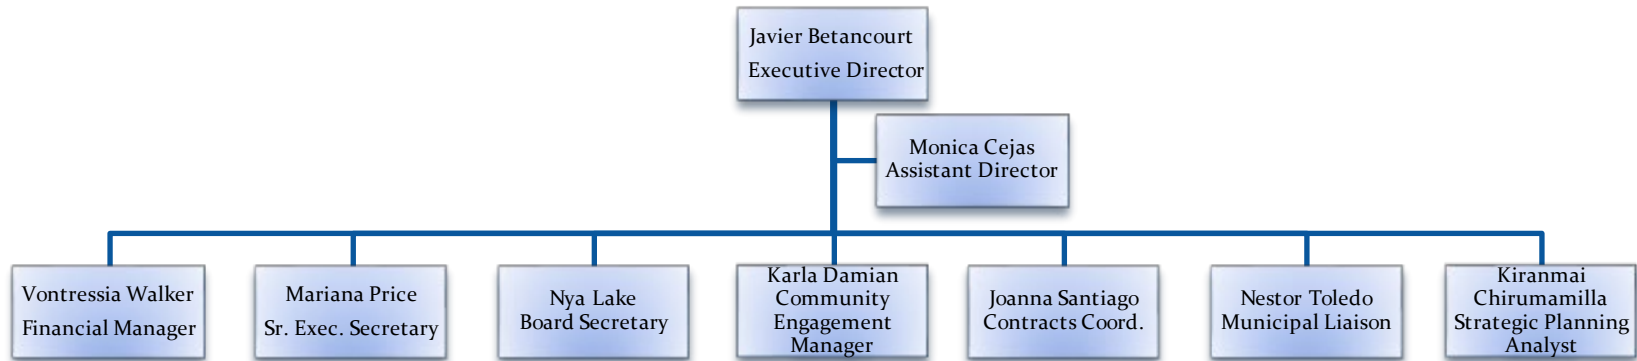 Javier Betancourt
Executive Director
Monica Cejas
Assistant Director
Vontressia Walker
Financial Manager
Mariana Price
Sr. Exec. Secretary
Nya Lake
Board Secretary
Karla Damian
Community
Engagement
Manager
Joanna Santiago
Contracts Coord.
Nestor Toledo
Municipal Liaison
Kiranmai
Chirumamilla
Strategic Planning
Analyst